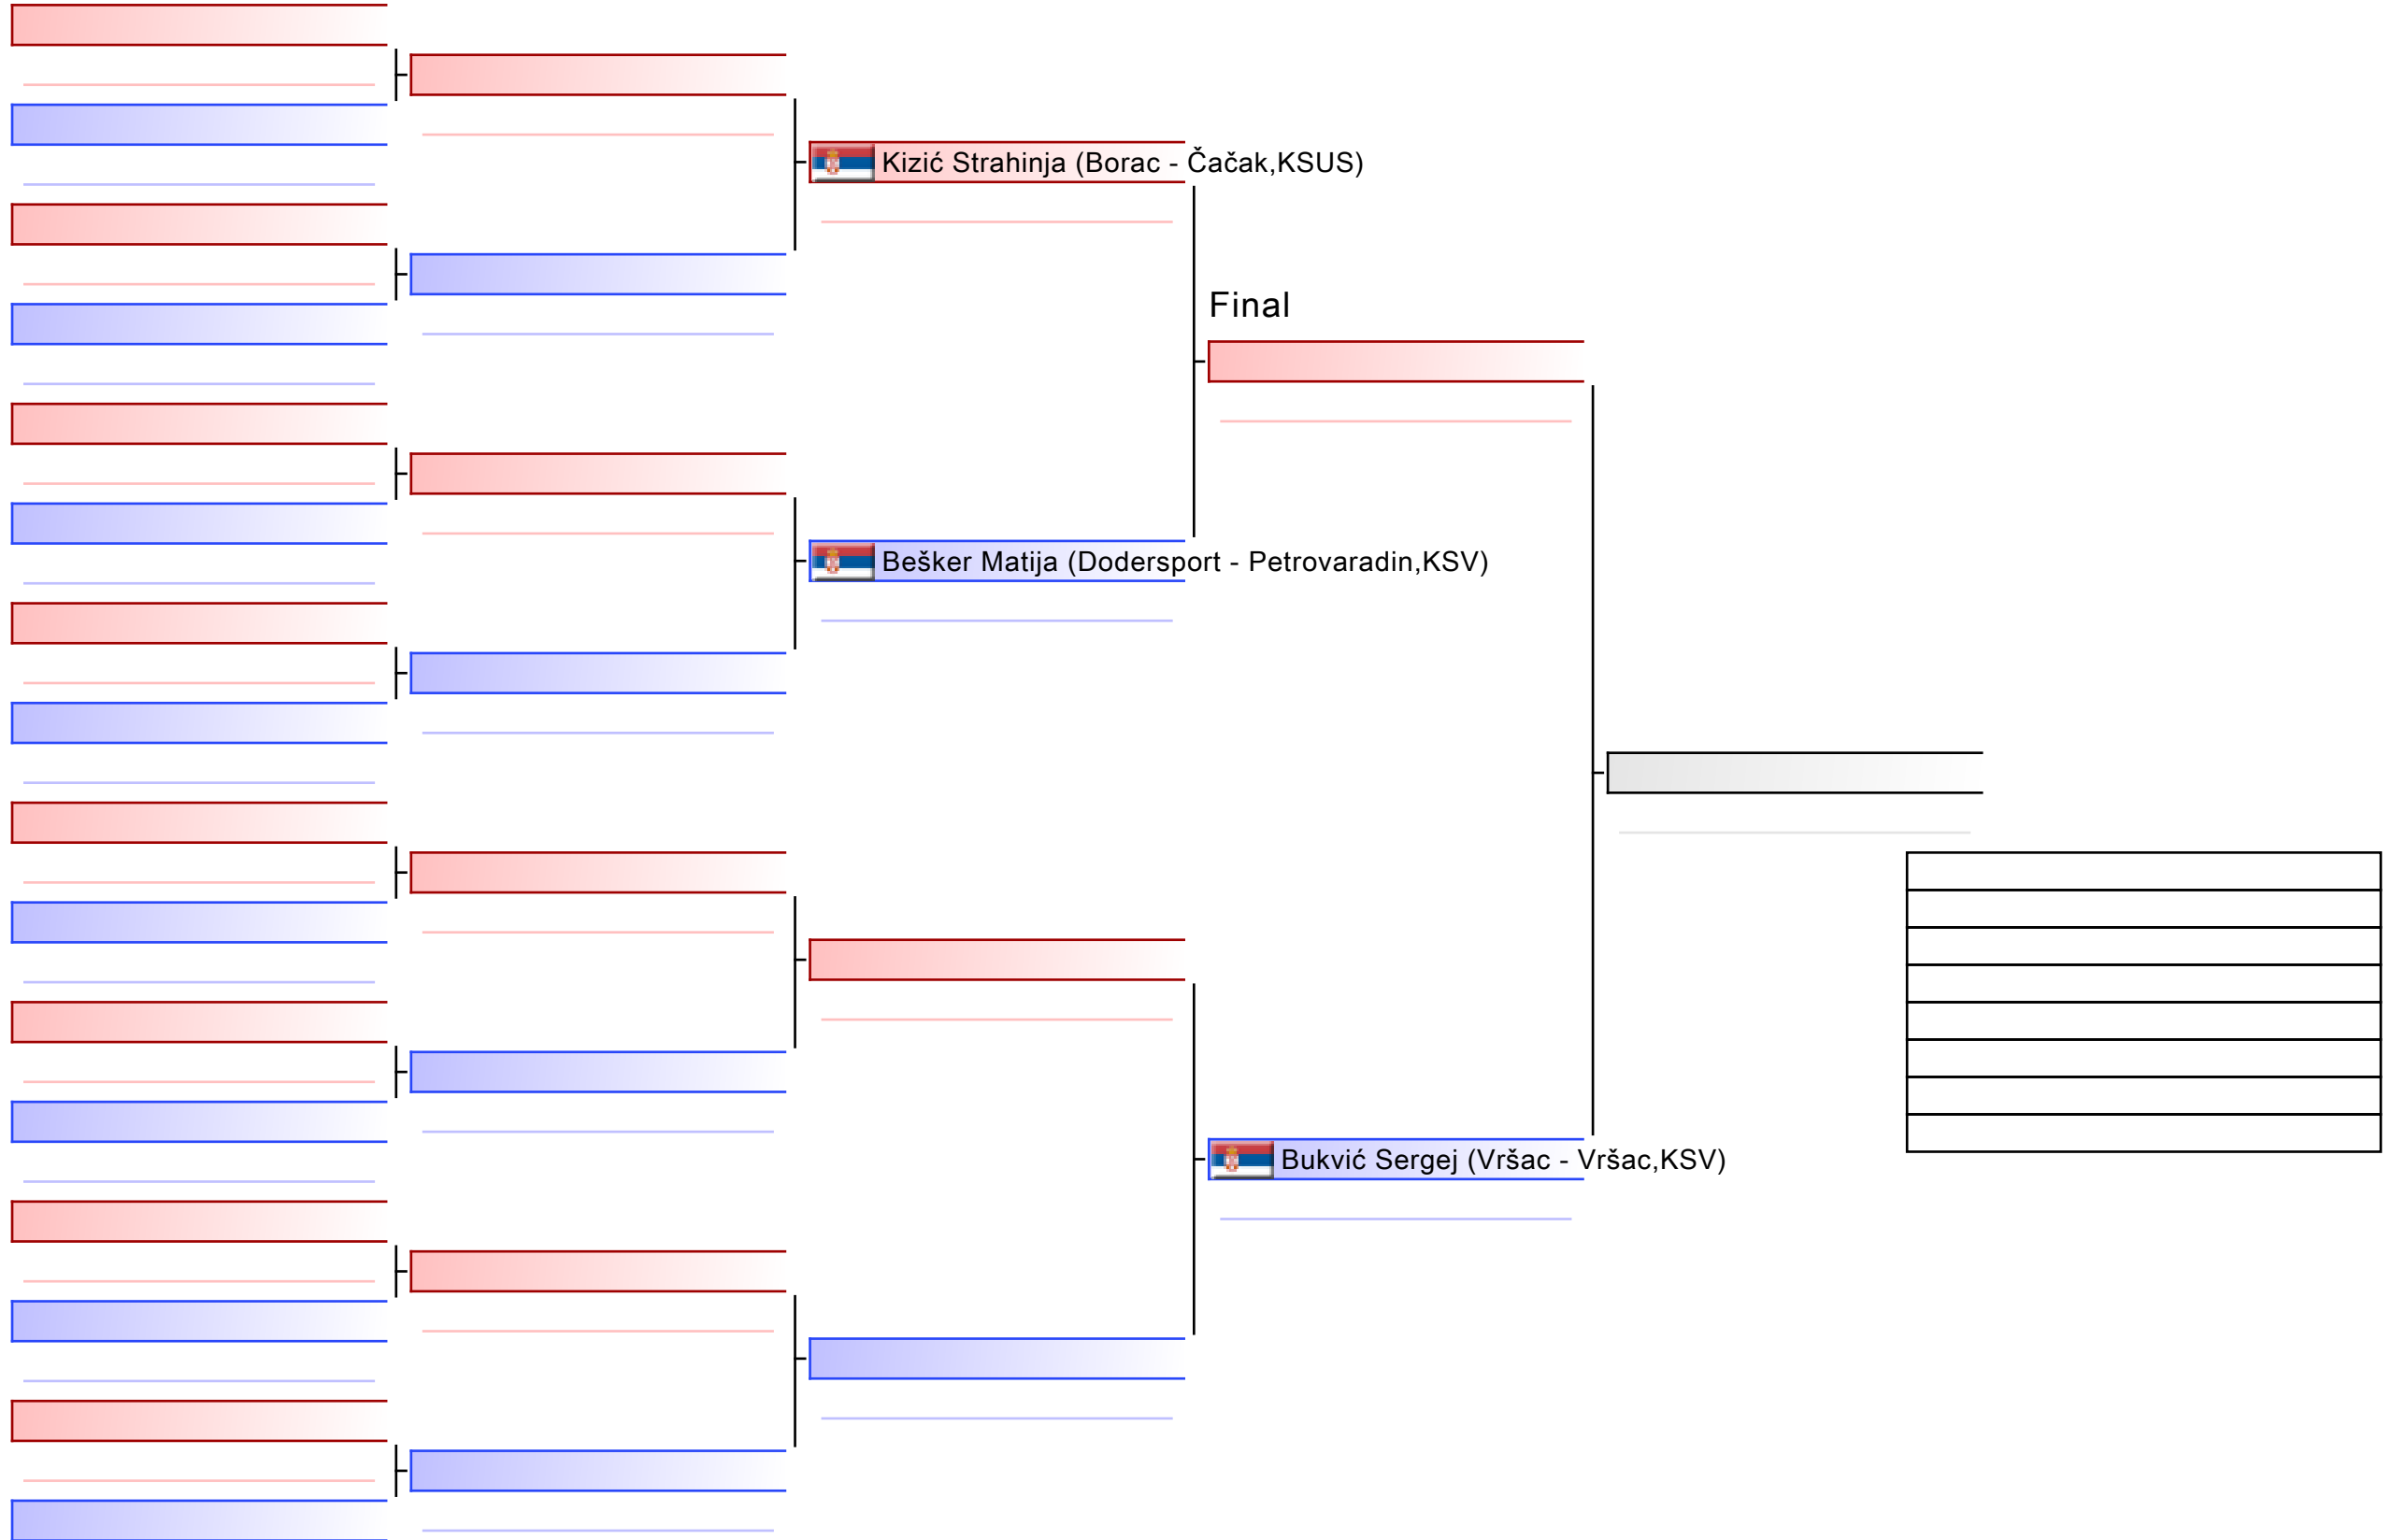 Kizić Strahinja (Borac - Čačak,KSUS)
Final
Bešker Matija (Dodersport - Petrovaradin,KSV)
Bukvić Sergej (Vršac - Vršac,KSV)